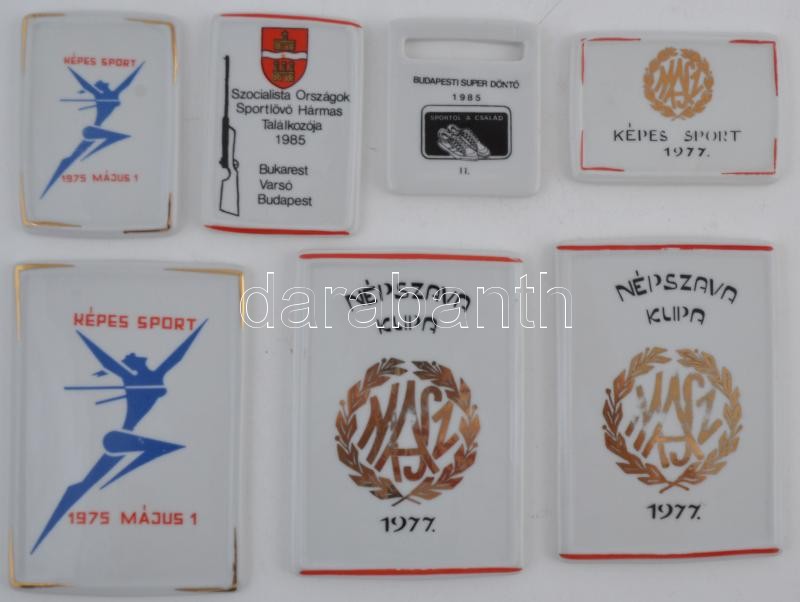 KÉPES SPORT
1975 MÁJUS 1
Szocialista Országok
Sportlövő Hármas
Találkozója
1985
Bukarest
Varsó
Budapest
BUDAPESTI SUPER DÖNTŐ
1985
SPORTOL A CSALÁD
II.
MASZ
KÉPES SPORT
1977.
KÉPES SPORT
1975 MÁJUS 1
NÉPSZAVA
KUPA
MASZ
1977.
NÉPSZAVA
KUPA
MASZ
1977.
darabanth